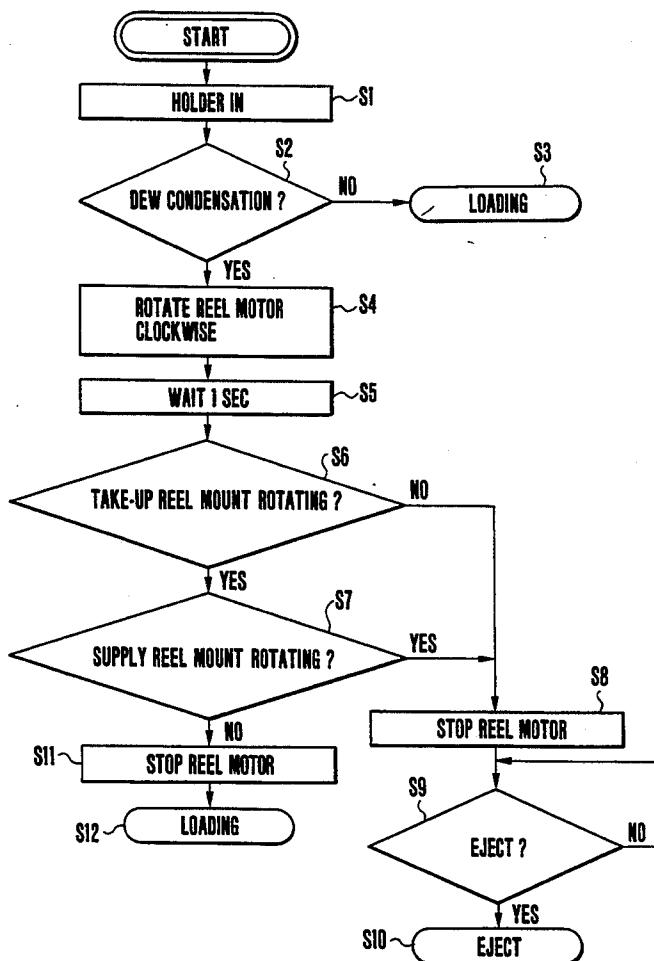 START
HOLDER IN
S1
S2
DEW CONDENSATION ?
NO
S3
LOADING
YES
ROTATE REEL MOTOR
CLOCKWISE
S4
WAIT 1 SEC
S5
S6
TAKE-UP REEL MOUNT ROTATING ?
NO
YES
S7
SUPPLY REEL MOUNT ROTATING ?
YES
NO
S8
STOP REEL MOTOR
S11
STOP REEL MOTOR
S12
LOADING
S9
EJECT ?
NO
YES
S10
EJECT